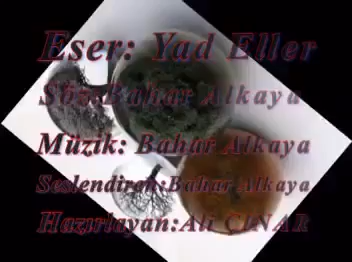 Eser: Yad Eller
Söz:Bahar Alkaya
Müzik: Bahar Alkaya
Seslendiren:Bahar Alkaya
Hazırlayan:Ali ÇINAR